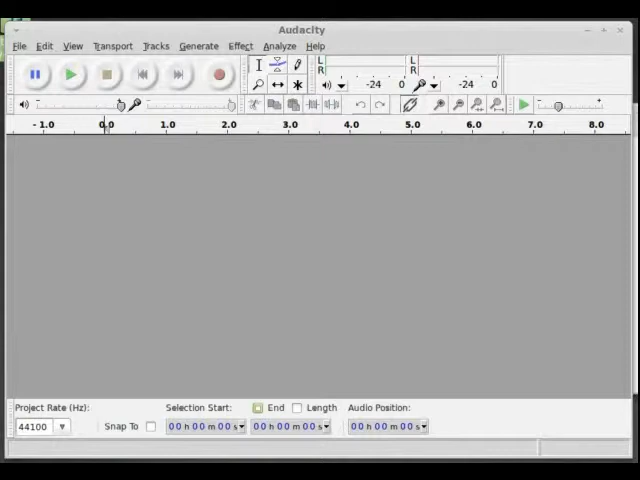 Audacity
File Edit View Transport Tracks Generate Effect Analyze Help
L
R
-24 0
L
R
-24 0
- 1.0 0.0 1.0 2.0 3.0 4.0 5.0 6.0 7.0 8.0
Project Rate (Hz): Selection Start: End Length Audio Position:
44100 Snap To 00 h 00 m 00 s 00 h 00 m 00 s 00 h 00 m 00 s